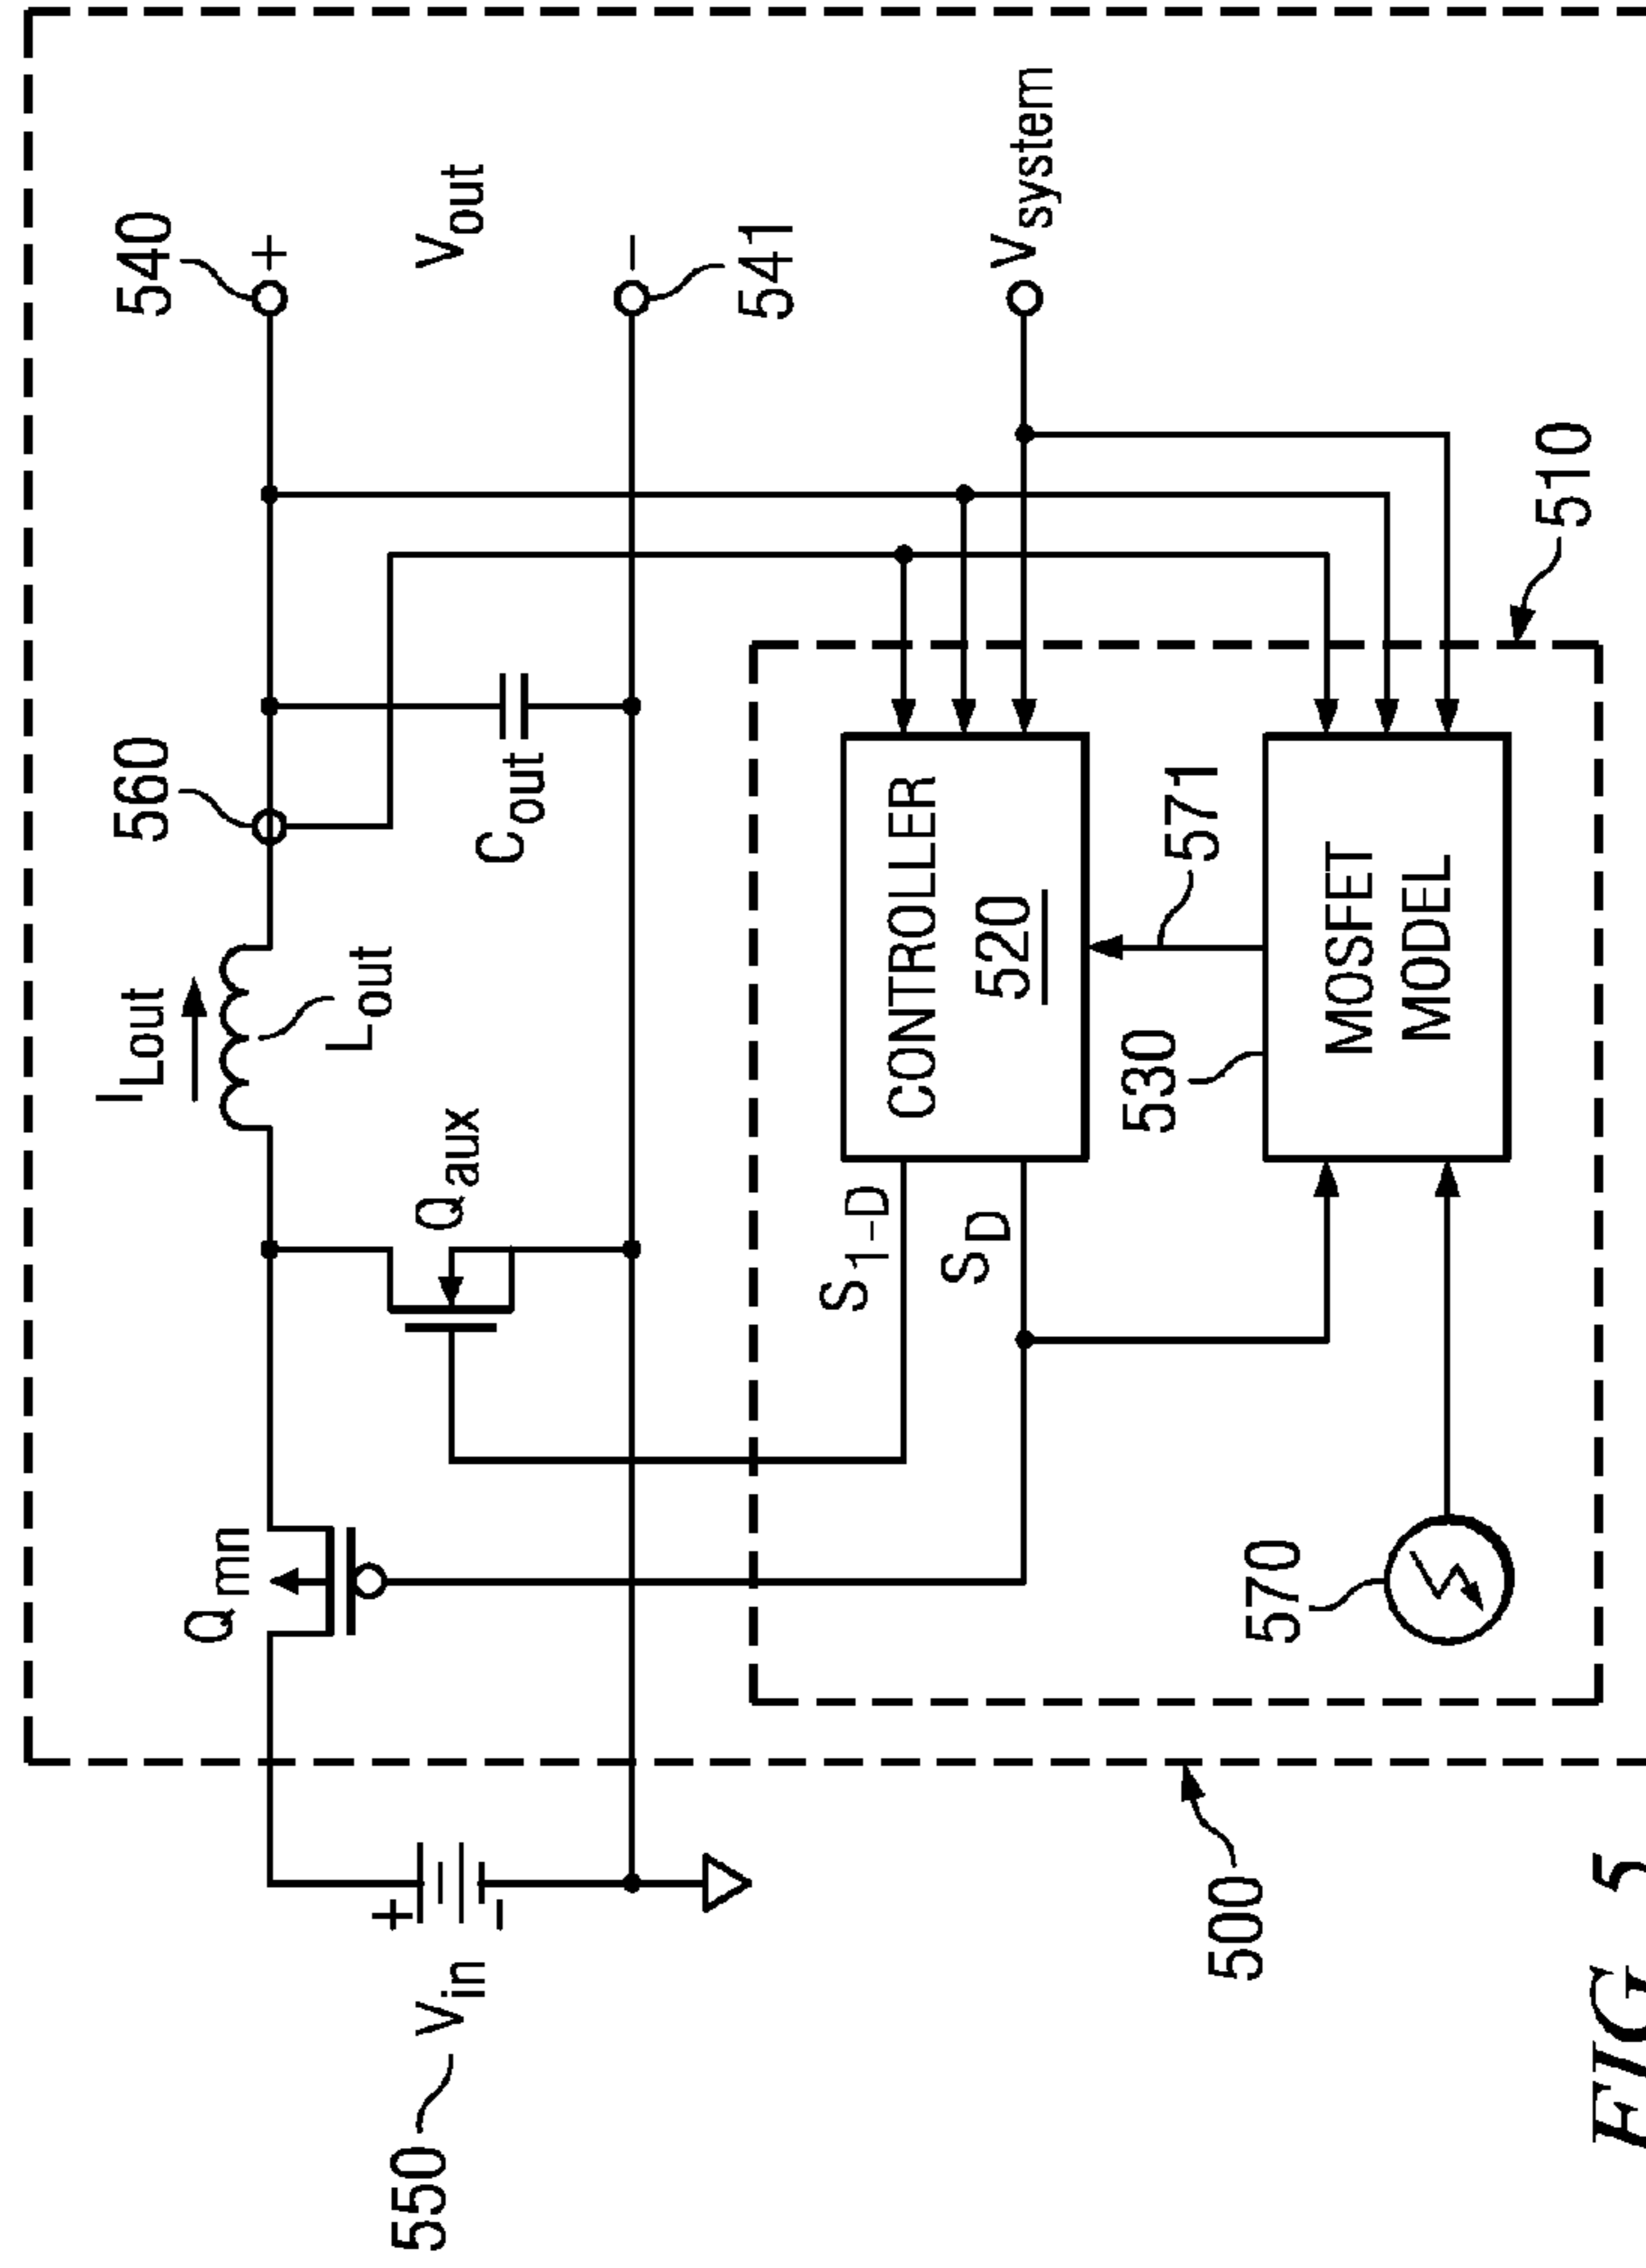 540
+
560
I Lout
Lout
Vout
Qmn
Qaux
Cout
550
Vin
+
-
−
541
Vsystem
S1-D
SD
CONTROLLER
520
571
530
MOSFET
MODEL
570
500
510
FIG. 5